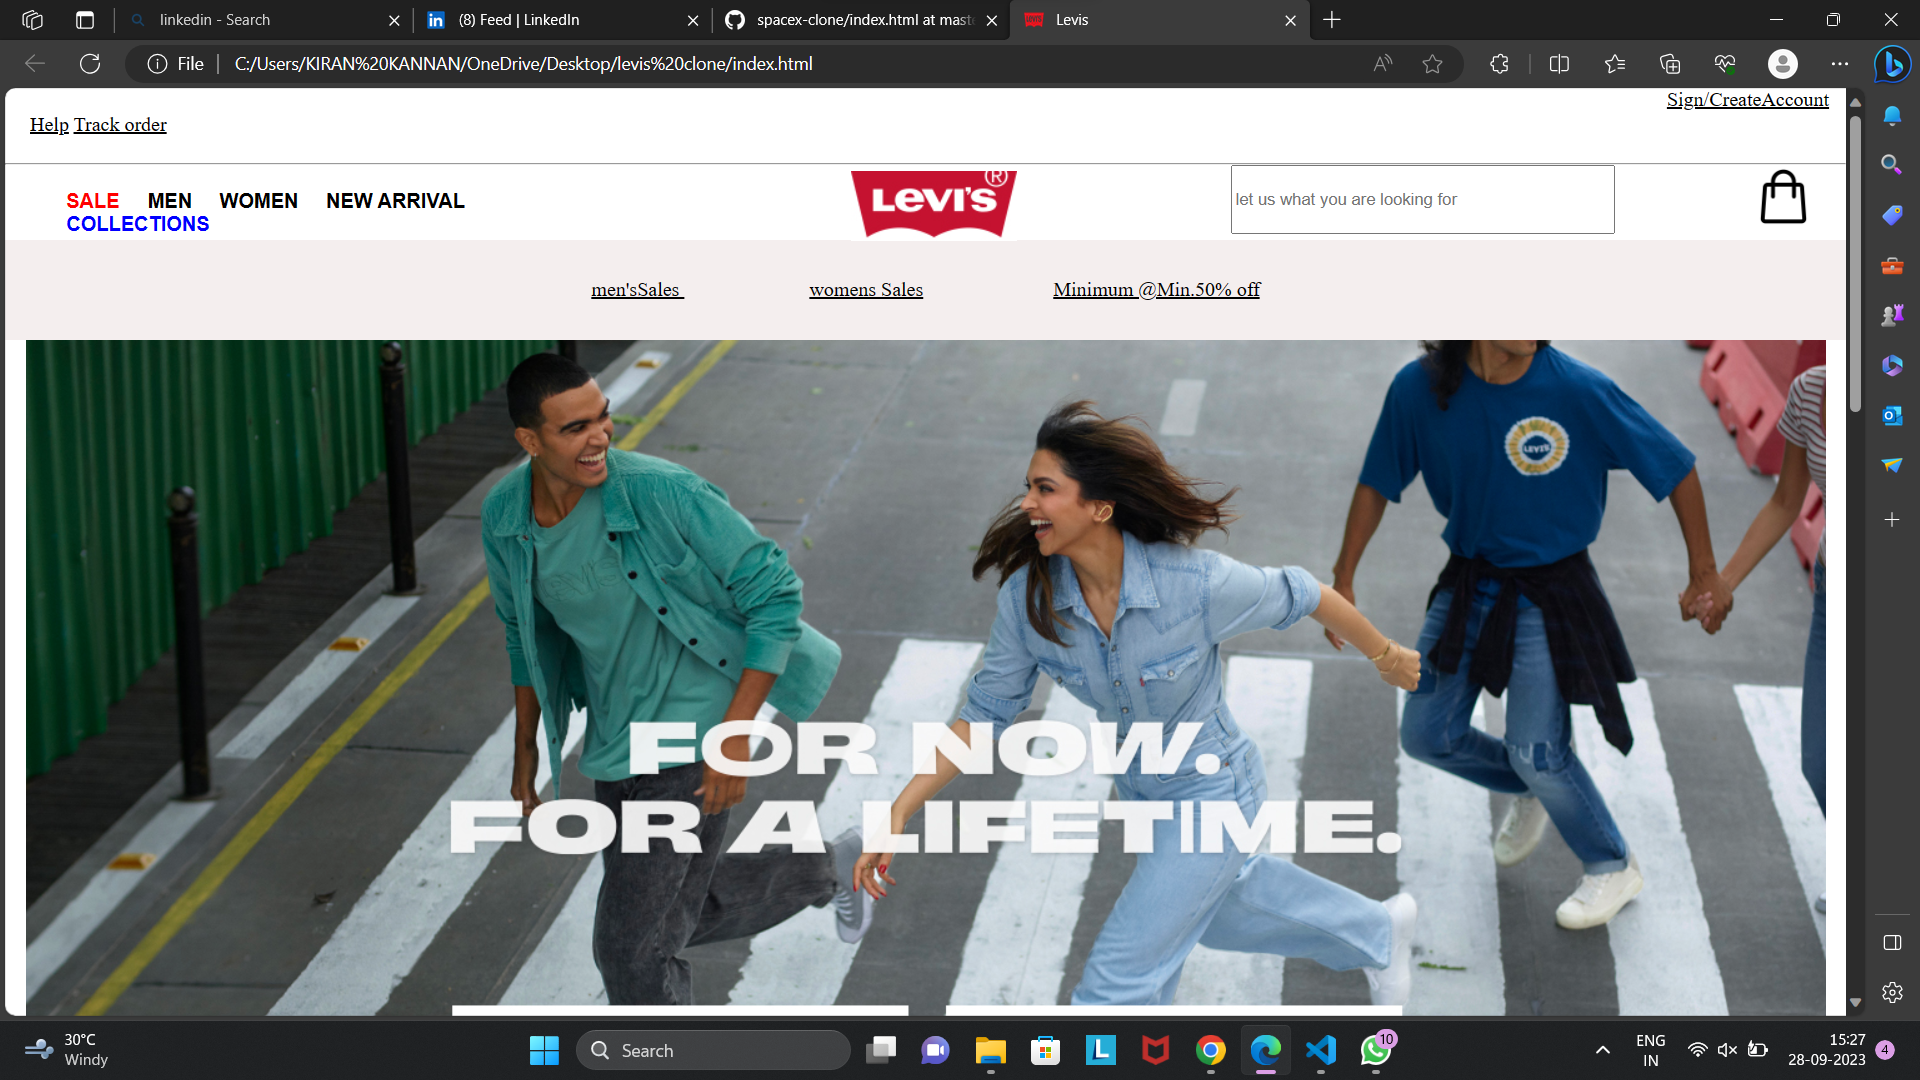 linkedin - Search
(8) Feed | LinkedIn
spacex-clone/index.html at maste
Levis
File
C:/Users/KIRAN%20KANNAN/OneDrive/Desktop/levis%20clone/index.html
Sign/CreateAccount
Help Track order
SALE MEN WOMEN NEW ARRIVAL
COLLECTIONS
LEVI'S ®
let us what you are looking for
men'sSales
womens Sales
Minimum @Min.50% off
LEVI'S
FOR NOW.
FOR A LIFETIME.
30°C
Windy
Search
L
10
ENG
IN
15:27
28-09-2023
4